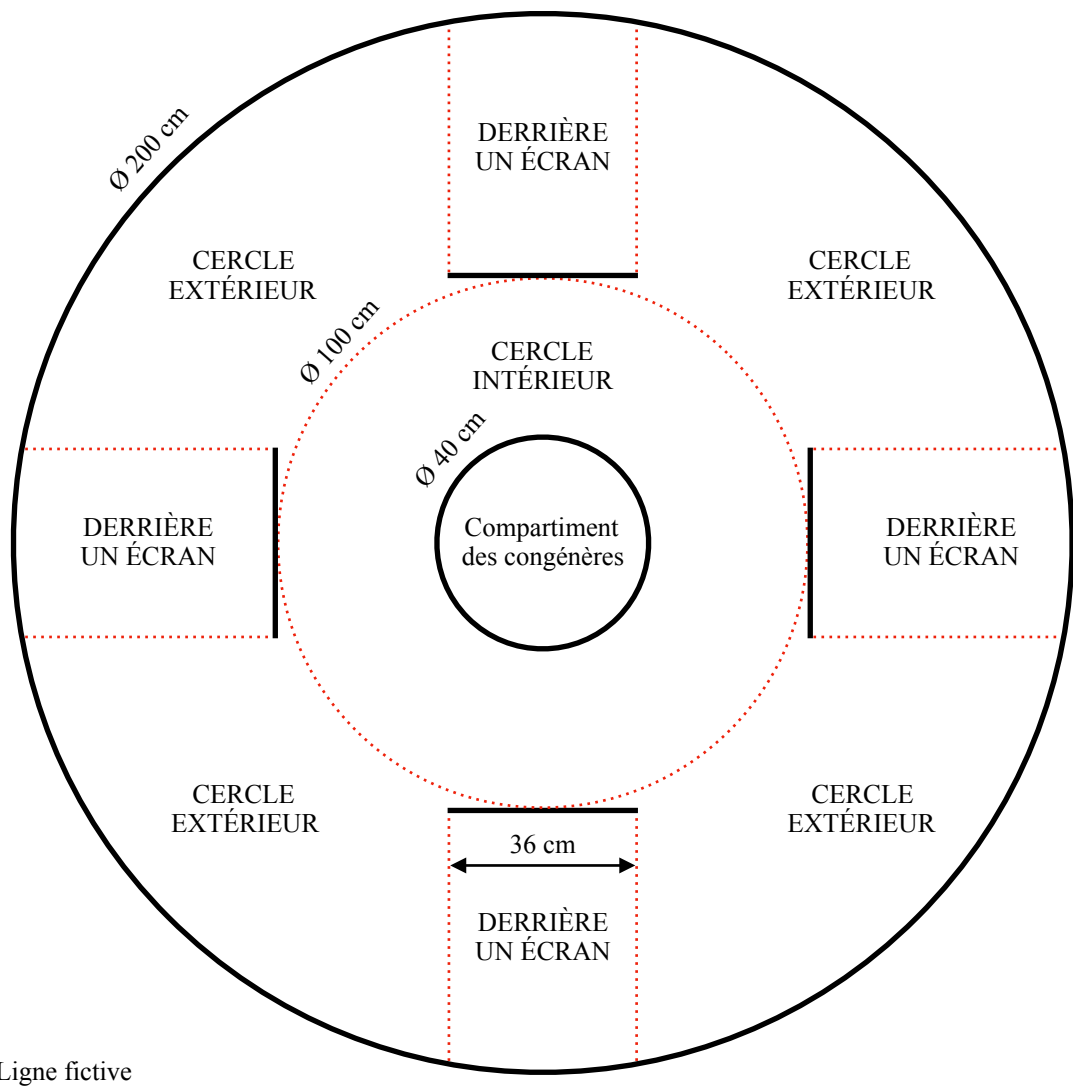 DERRIÈRE
UN ÉCRAN
Ø 200 cm
CERCLE
EXTÉRIEUR
CERCLE
EXTÉRIEUR
Ø 100 cm
CERCLE
INTÉRIEUR
Ø 40 cm
DERRIÈRE
UN ÉCRAN
Compartiment
des congénères
DERRIÈRE
UN ÉCRAN
CERCLE
EXTÉRIEUR
CERCLE
EXTÉRIEUR
36 cm
DERRIÈRE
UN ÉCRAN
Ligne fictive